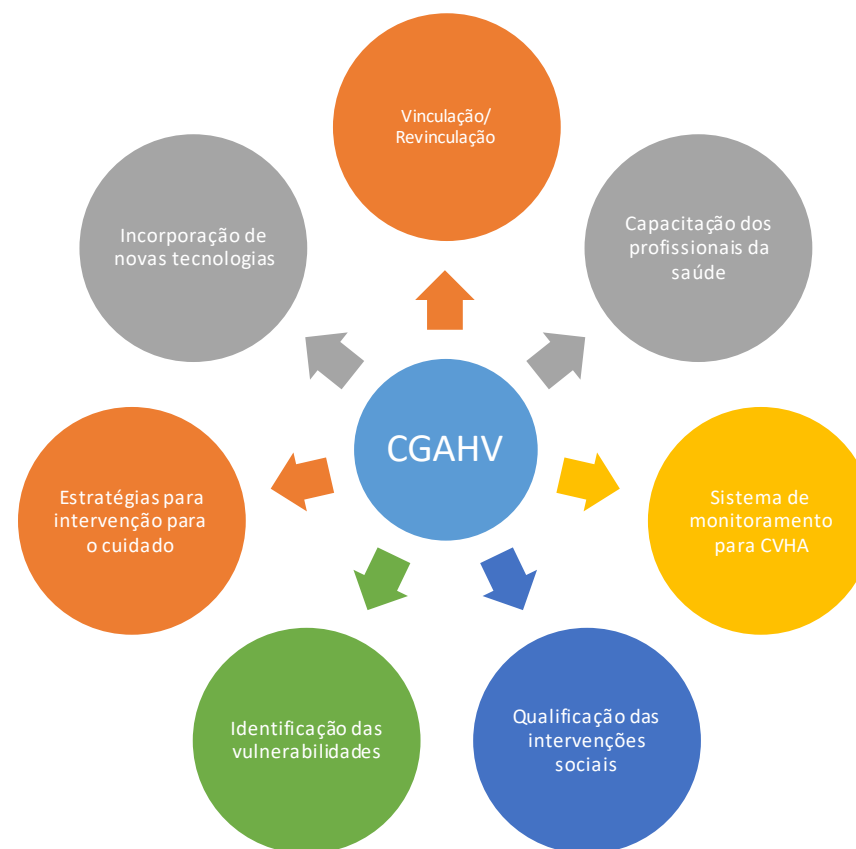 Vinculação/
Revinculação
Capacitação dos
profissionais da
saúde
Incorporação de
novas tecnologias
CGAHV
Estratégias para
intervenção para
o cuidado
Sistema de
monitoramento
para CVHA
Identificação das
vulnerabilidades
Qualificação das
intervenções
sociais